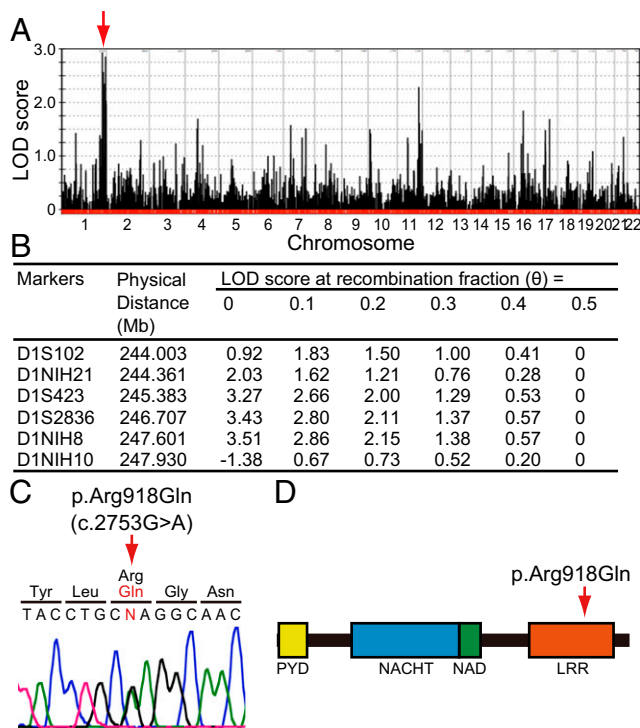 A
3.0
2.0
1.0
0
LOD score
1 2 3 4 5 6 7 8 9 10 11 12 13 14 15 16 17 18 19 20 21 22
Chromosome
B
Markers Physical Distance (Mb) LOD score at recombination fraction (θ) =
0 0.1 0.2 0.3 0.4 0.5
D1S102 244.003 0.92 1.83 1.50 1.00 0.41 0
D1NIH21 244.361 2.03 1.62 1.21 0.76 0.28 0
D1S423 245.383 3.27 2.66 2.00 1.29 0.53 0
D1S2836 246.707 3.43 2.80 2.11 1.37 0.57 0
D1NIH8 247.601 3.51 2.86 2.15 1.38 0.57 0
D1NIH10 247.930 -1.38 0.67 0.73 0.52 0.20 0
C
p.Arg918Gln
(c.2753G>A)
Arg
Tyr Leu Gln Gly Asn
T A C C T G C N A G G C A A C
D
p.Arg918Gln
PYD NACHT NAD LRR